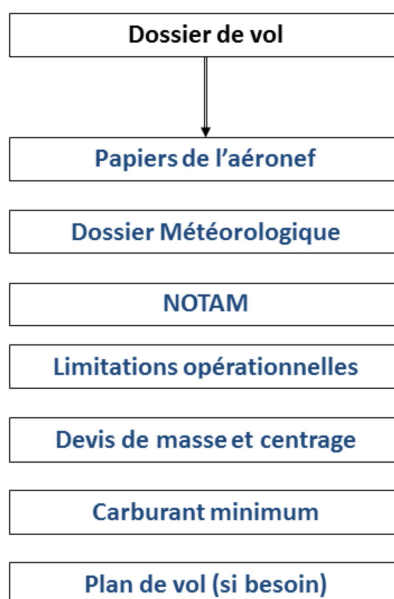 Dossier de vol
Papiers de l’aéronef
Dossier Météorologique
NOTAM
Limitations opérationnelles
Devis de masse et centrage
Carburant minimum
Plan de vol (si besoin)